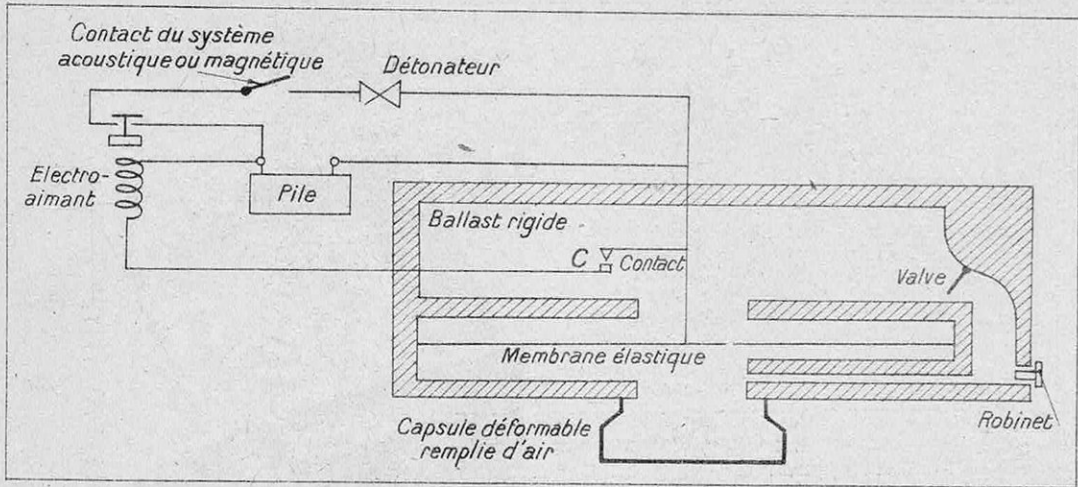 Contact du système
acoustique ou magnétique
Détonateur
Electro-
aimant
Pile
Ballast rigide
C Contact
Valve
Membrane élastique
Capsule déformable
remplie d'air
Robinet